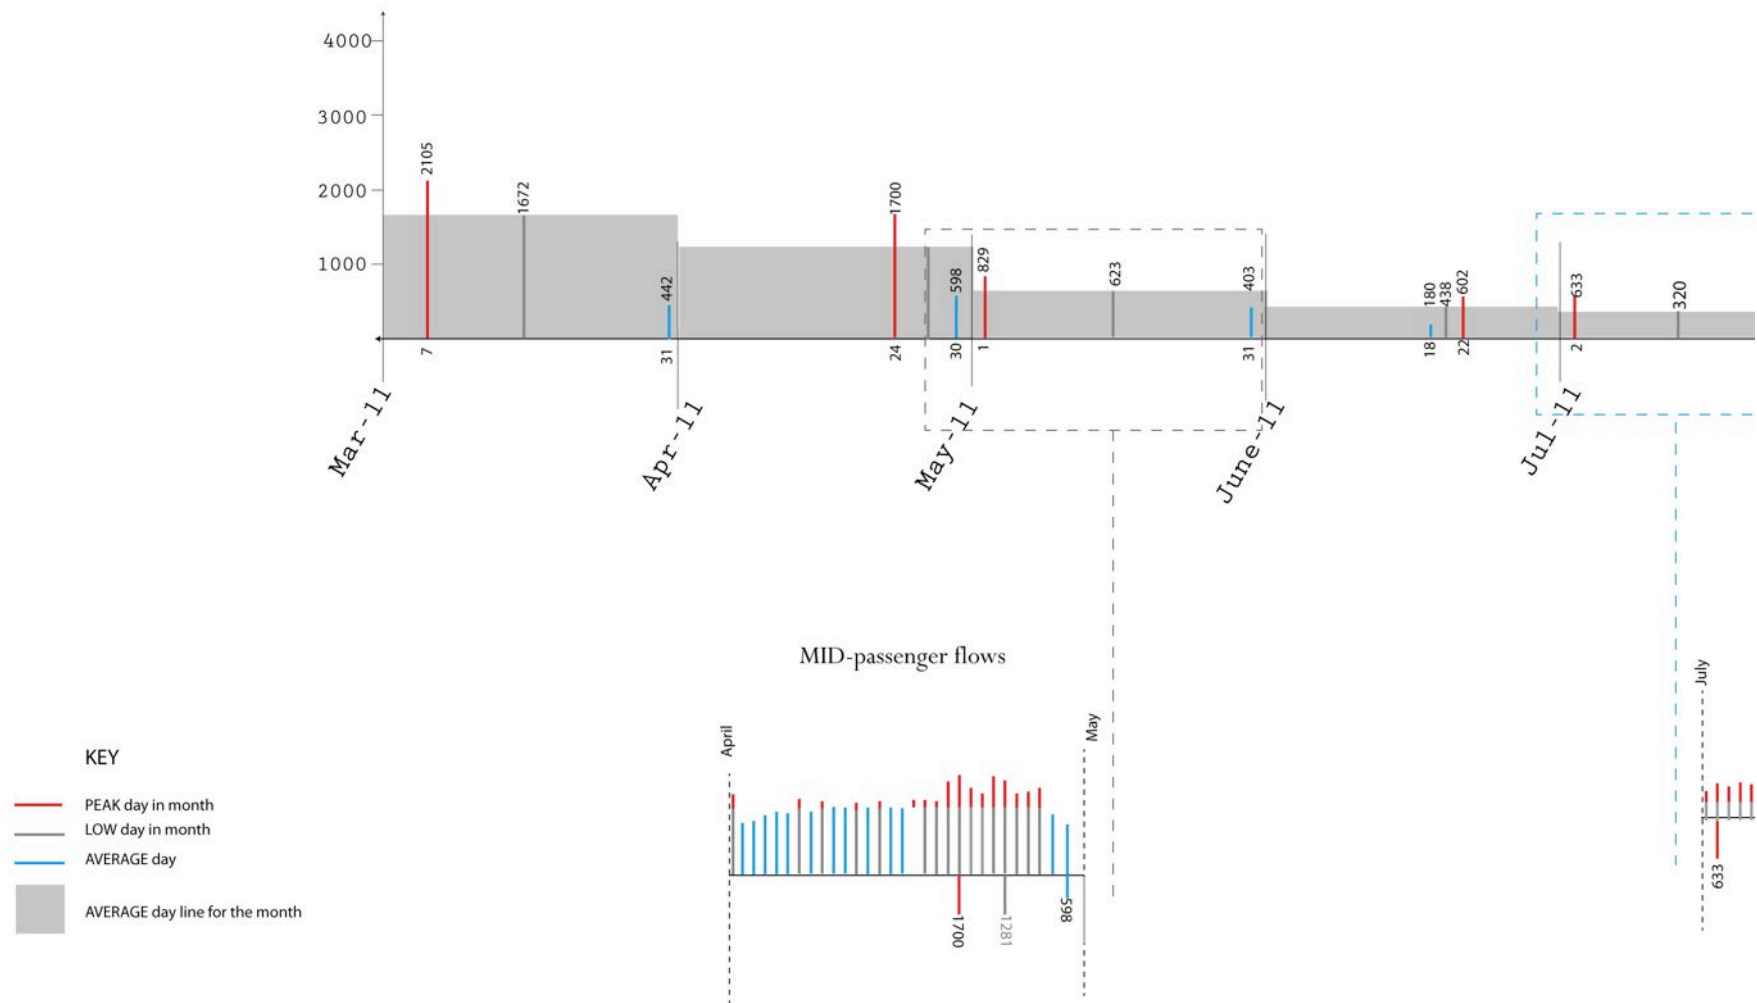 4000
3000
2000
1000
2105
1672
442
1700
598
829
623
403
180
438
602
633
320
7
31
24
30
1
31
18
22
2
Mar-11
Apr-11
May-11
June-11
Jul-11
MID-passenger flows
April
May
July
1700
1281
598
633
KEY
PEAK day in month
LOW day in month
AVERAGE day
AVERAGE day line for the month